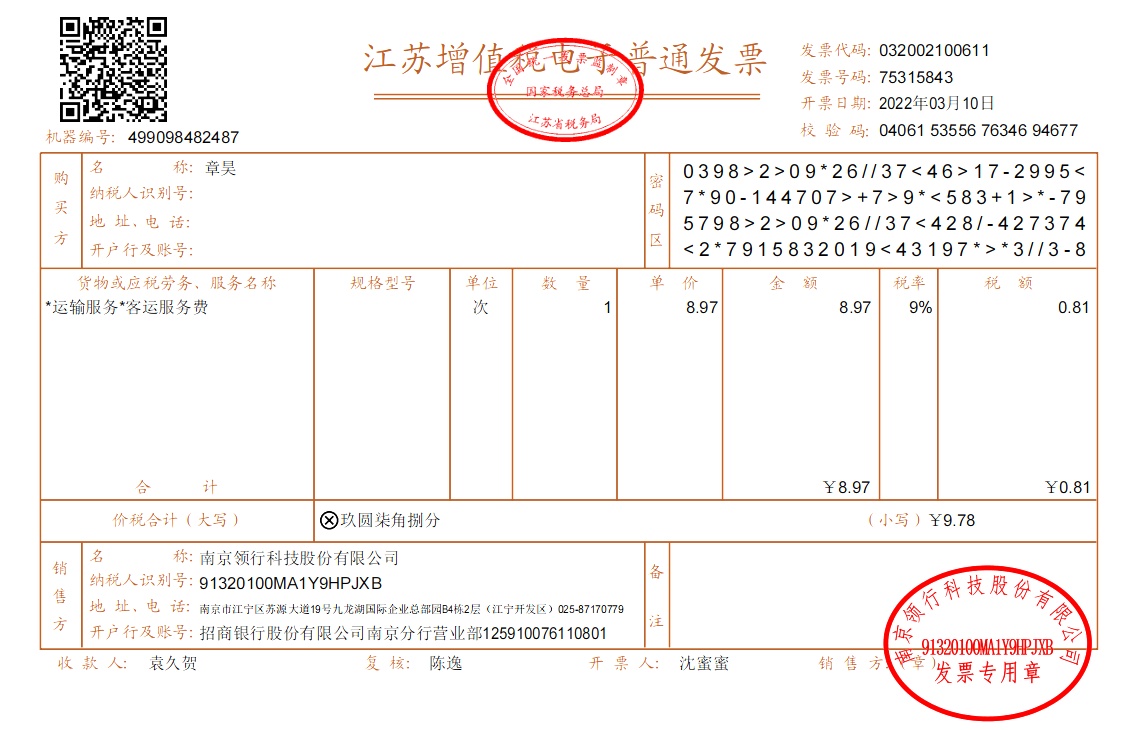 江苏增值税电子普通发票
全国统一发票监制章
国家税务总局
江苏省税务局
发票代码: 032002100611
发票号码: 75315843
开票日期: 2022年03月10日
校 验 码: 04061 53556 76346 94677
机器编号: 499098482487
购买方
名 称: 章昊
纳税人识别号:
地 址、电 话:
开户行及账号:
密码区
0398>2>09*26//37<46>17-2995<
7*90-144707>+7>9*<583+1>*-79
5798>2>09*26//37<428/-427374
<2*7915832019<43197*>*3//3-8
货物或应税劳务、服务名称 规格型号 单位 数 量 单 价 金 额 税率 税 额
*运输服务*客运服务费 次 1 8.97 8.97 9% 0.81
合 计 ￥8.97 ￥0.81
价税合计（大写） ⊗玖圆柒角捌分 （小写）￥9.78
销售方
名 称: 南京领行科技股份有限公司
纳税人识别号: 91320100MA1Y9HPJXB
地 址、电 话: 南京市江宁区苏源大道19号九龙湖国际企业总部园B4栋2层（江宁开发区）025-87170779
开户行及账号: 招商银行股份有限公司南京分行营业部125910076110801
备注
收 款 人: 袁久贺 复 核: 陈逸 开 票 人: 沈蜜蜜 销 售 方:（章）
南京领行科技股份有限公司
91320100MA1Y9HPJXB
发票专用章